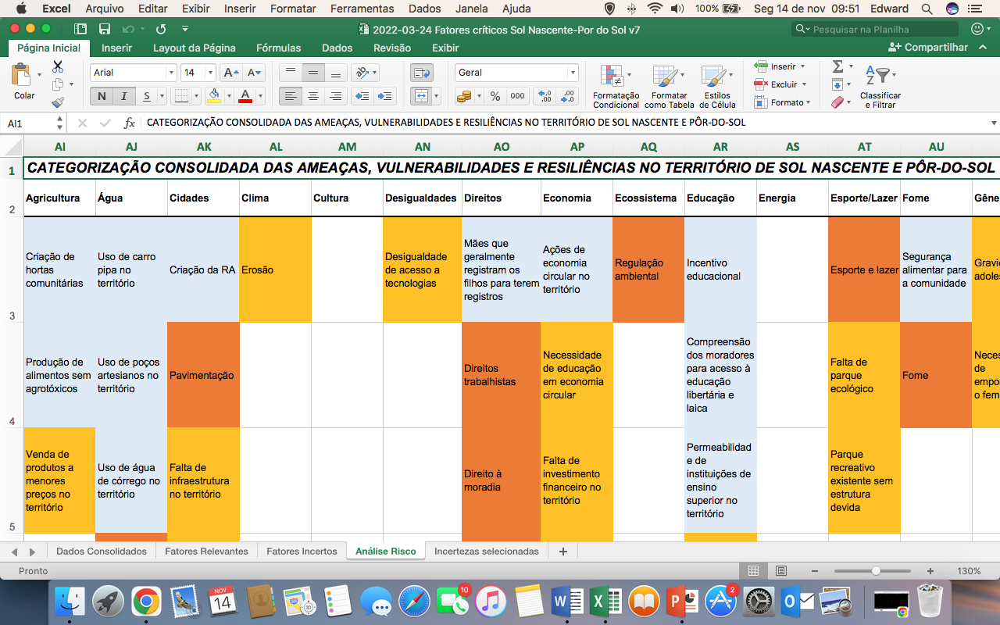 Excel Arquivo Editar Exibir Inserir Formatar Ferramentas Dados Janela Ajuda 100% Seg 14 de nov 09:51 Edward
2022-03-24 Fatores críticos Sol Nascente-Por do Sol v7
Pesquisar na Planilha
Página Inicial Inserir Layout da Página Fórmulas Dados Revisão Exibir Compartilhar
Colar
Arial 14
N I S
Geral
% 000
Formatação Condicional
Formatar como Tabela
Estilos de Célula
Inserir
Excluir
Formato
Classificar e Filtrar
AI1 fx CATEGORIZAÇÃO CONSOLIDADA DAS AMEAÇAS, VULNERABILIDADES E RESILIÊNCIAS NO TERRITÓRIO DE SOL NASCENTE E PÔR-DO-SOL
AI AJ AK AL AM AN AO AP AQ AR AS AT AU
1 CATEGORIZAÇÃO CONSOLIDADA DAS AMEAÇAS, VULNERABILIDADES E RESILIÊNCIAS NO TERRITÓRIO DE SOL NASCENTE E PÔR-DO-SOL
2 Agricultura Água Cidades Clima Cultura Desigualdades Direitos Economia Ecossistema Educação Energia Esporte/Lazer Fome Gêne
3
Criação de
hortas
comunitárias
Uso de carro
pipa no
território
Criação da RA
Erosão
Desigualdade
de acesso a
tecnologias
Mães que
geralmente
registram os
filhos para terem
registros
Ações de
economia
circular no
território
Regulação
ambiental
Incentivo
educacional
Esporte e lazer
Segurança
alimentar para
a comunidade
Gravid
adoles
4
Produção de
alimentos sem
agrotóxicos
Uso de poços
artesianos no
território
Pavimentação
Direitos
trabalhistas
Necessidade
de educação
em economia
circular
Compreensão
dos moradores
para acesso à
educação
libertária e
laica
Falta de
parque
ecológico
Fome
Neces
de
empo
o fem
5
Venda de
produtos a
menores
preços no
território
Uso de água
de córrego no
território
Falta de
infraestrutura
no território
Direito à
moradia
Falta de
investimento
financeiro no
território
Permeabilidad
e de
instituições de
ensino
superior no
território
Parque
recreativo
existente sem
estrutura
devida
Dados Consolidados Fatores Relevantes Fatores Incertos Análise Risco Incertezas selecionadas +
Pronto 130%
NOV
14
10
2